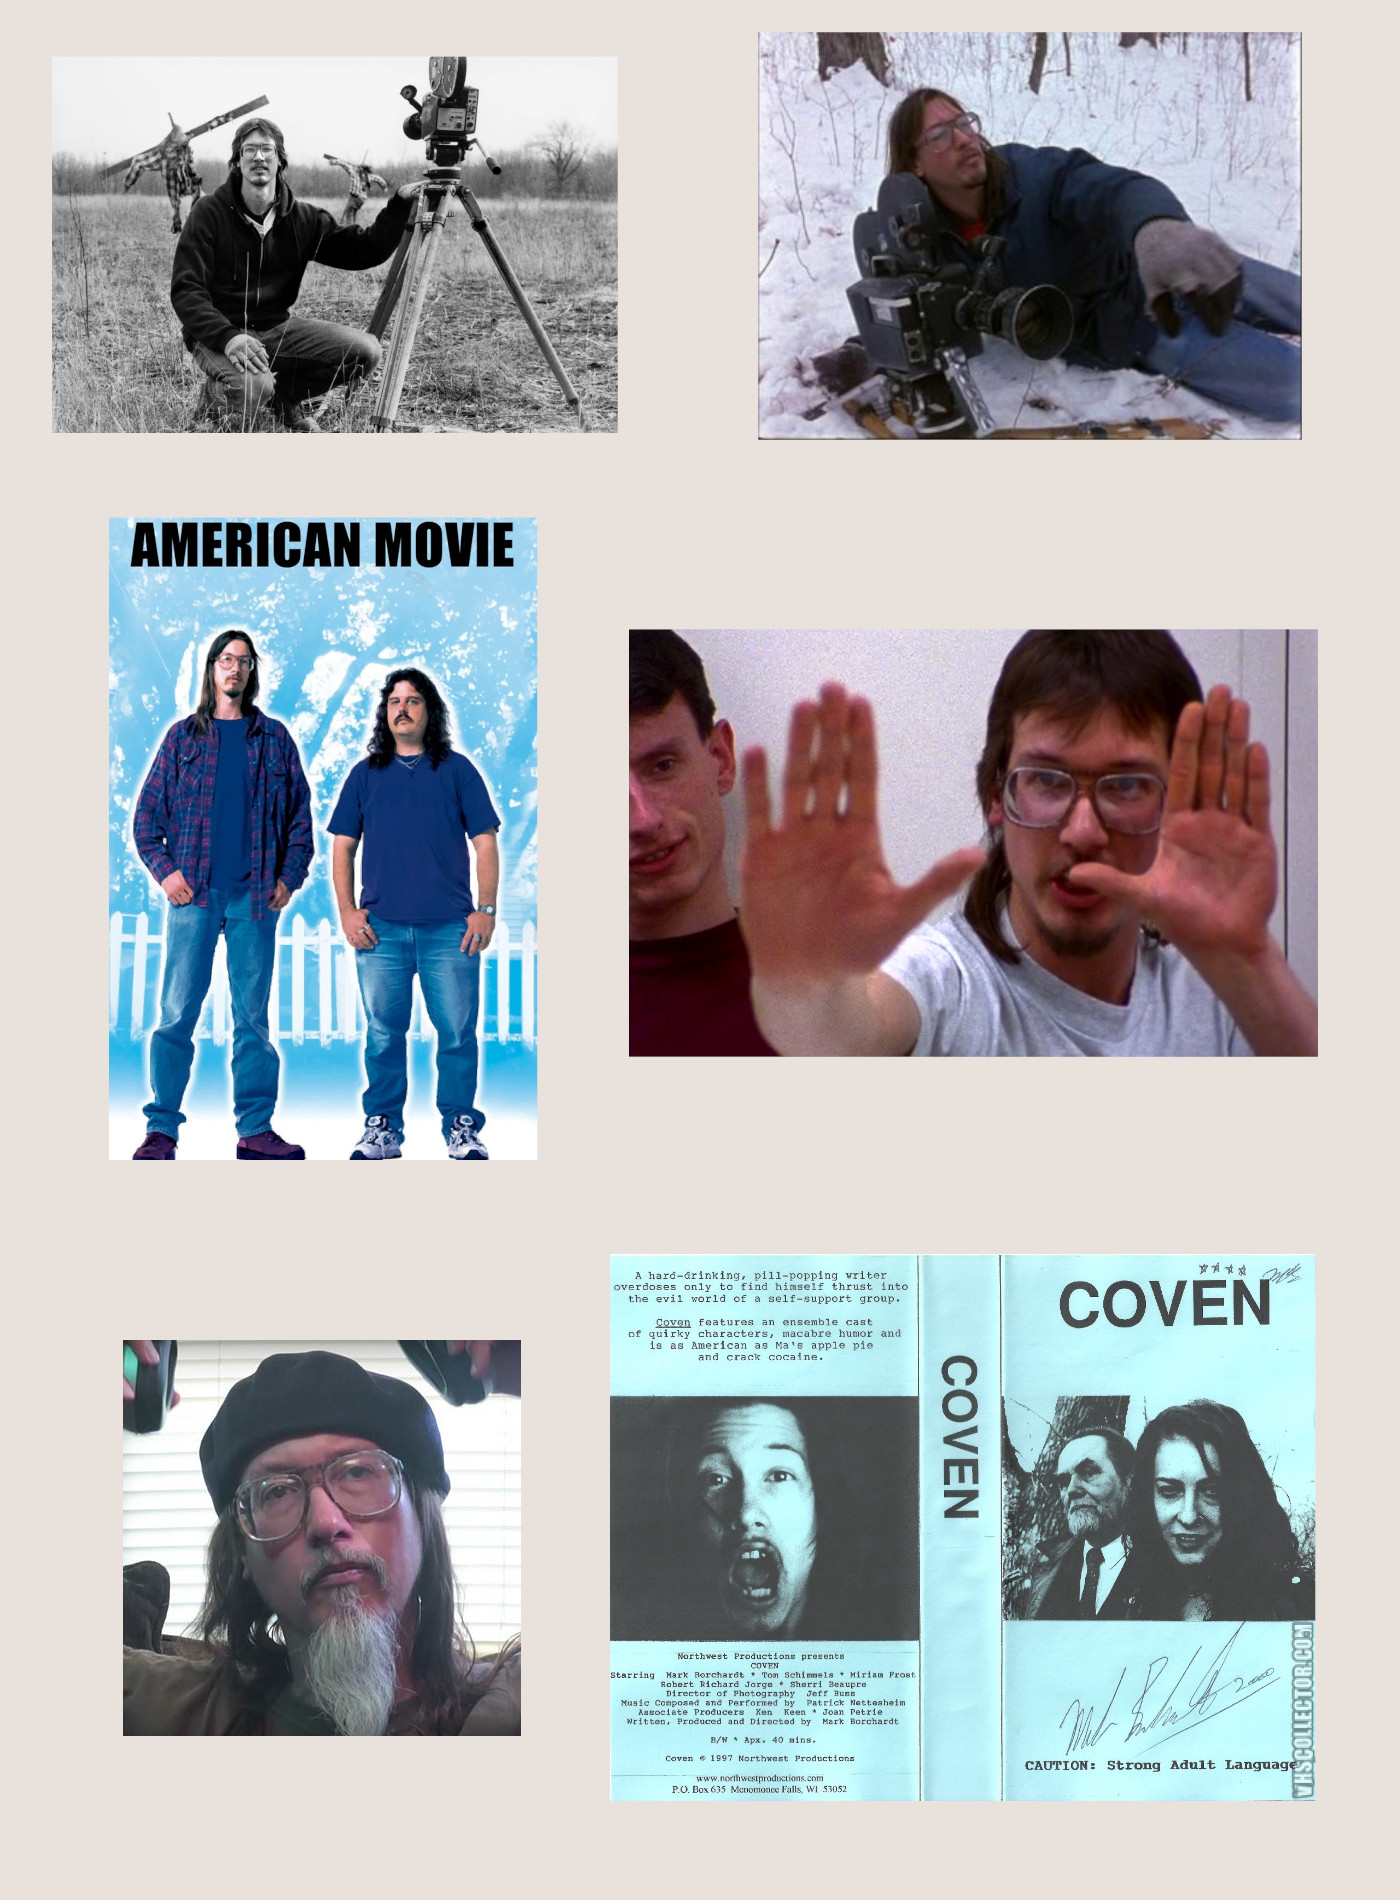 AMERICAN MOVIE
A hard-drinking, pill-popping writer
overdoses only to find himself thrust into
the evil world of a self-support group.
Coven features an ensemble cast
of quirky characters, macabre humor and
is as American as Ma's apple pie
and crack cocaine.
Northwest Productions presents
COVEN
Starring Mark Borchardt * Tom Schimmels * Miriam Frost
Robert Richard Jorge * Sherri Beaupre
Director of Photography Jeff Buss
Music Composed and Performed by Patrick Nettesheim
Associate Producers Ken Keen * Joan Petrie
Written, Produced and Directed by Mark Borchardt
B/W * Apx. 40 mins.
Coven © 1997 Northwest Productions
www.northwestproductions.com
P.O. Box 635 Menomonee Falls, WI 53052
COVEN
COVEN
Mark Borchardt 2000
CAUTION: Strong Adult Language
VHSCOLLECTOR.COM